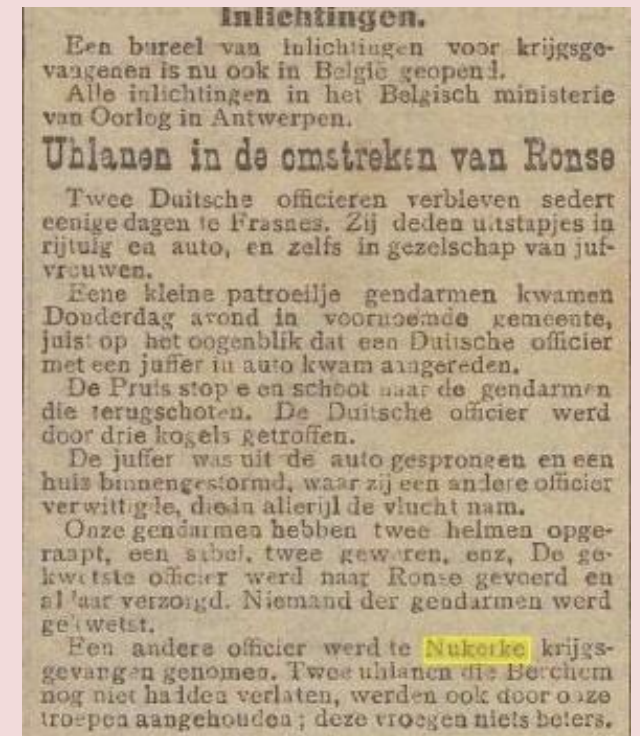 Inlichtingen.
Een bureel van inlichtingen voor krijgsge-
vangenen is nu ook in België geopend.
Alle inlichtingen in het Belgisch ministerie
van Oorlog in Antwerpen.
Uhlanen in de omstreken van Ronse
Twee Duitsche officieren verbleven sedert
eenige dagen te Frasnes. Zij deden uitstapjes in
rijtuig en auto, en zelfs in gezelschap van juf-
vrouwen.
Eene kleine patroeilje gendarmen kwamen
Donderdag avond in voornoemde gemeente,
juist op het oogenblik dat een Duitsche officier
met een juffer in auto kwam aangereden.
De Pruis stop e en schoot naar de gendarmen
die terugschoten. De Duitsche officier werd
door drie kogels getroffen.
De juffer was uit de auto gesprongen en een
huis binnengestormd, waar zij een andere officier
verwittigde, die in allerijl de vlucht nam.
Onze gendarmen hebben twee helmen opge-
raapt, een sabel, twee geweren, enz. De ge-
kwetste officier werd naar Ronse gevoerd en
aldaar verzorgd. Niemand der gendarmen werd
gekwetst.
Een andere officier werd te Nukerke krijgs-
gevangen genomen. Twee uhlanen die Berchem
nog niet hadden verlaten, werden ook door onze
troepen aangehouden ; deze vroegen niets beters.